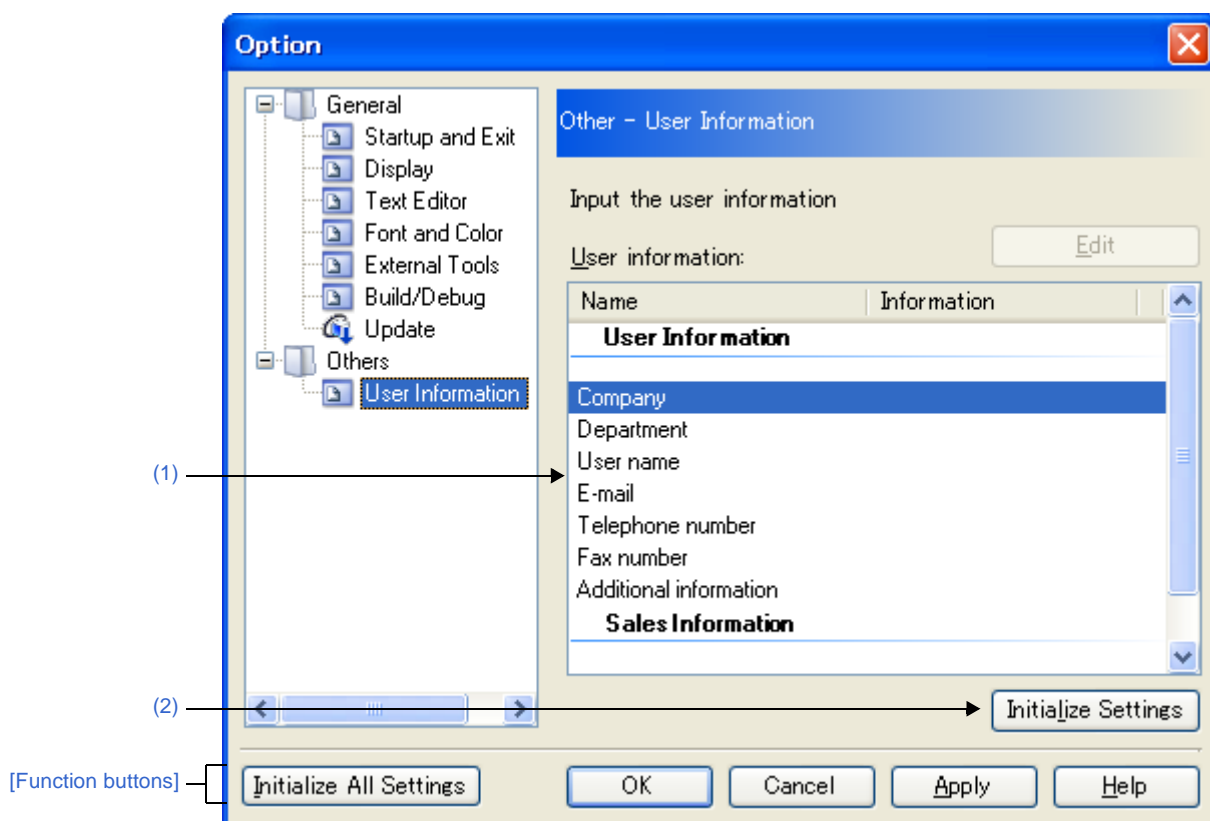 Option
General
Startup and Exit
Display
Text Editor
Font and Color
External Tools
Build/Debug
Update
Others
User Information
Other - User Information
Input the user information
User information:
Edit
Name Information
User Information
Company
Department
User name
E-mail
Telephone number
Fax number
Additional information
Sales Information
(1)
(2)
Initialize Settings
[Function buttons]
Initialize All Settings
OK
Cancel
Apply
Help